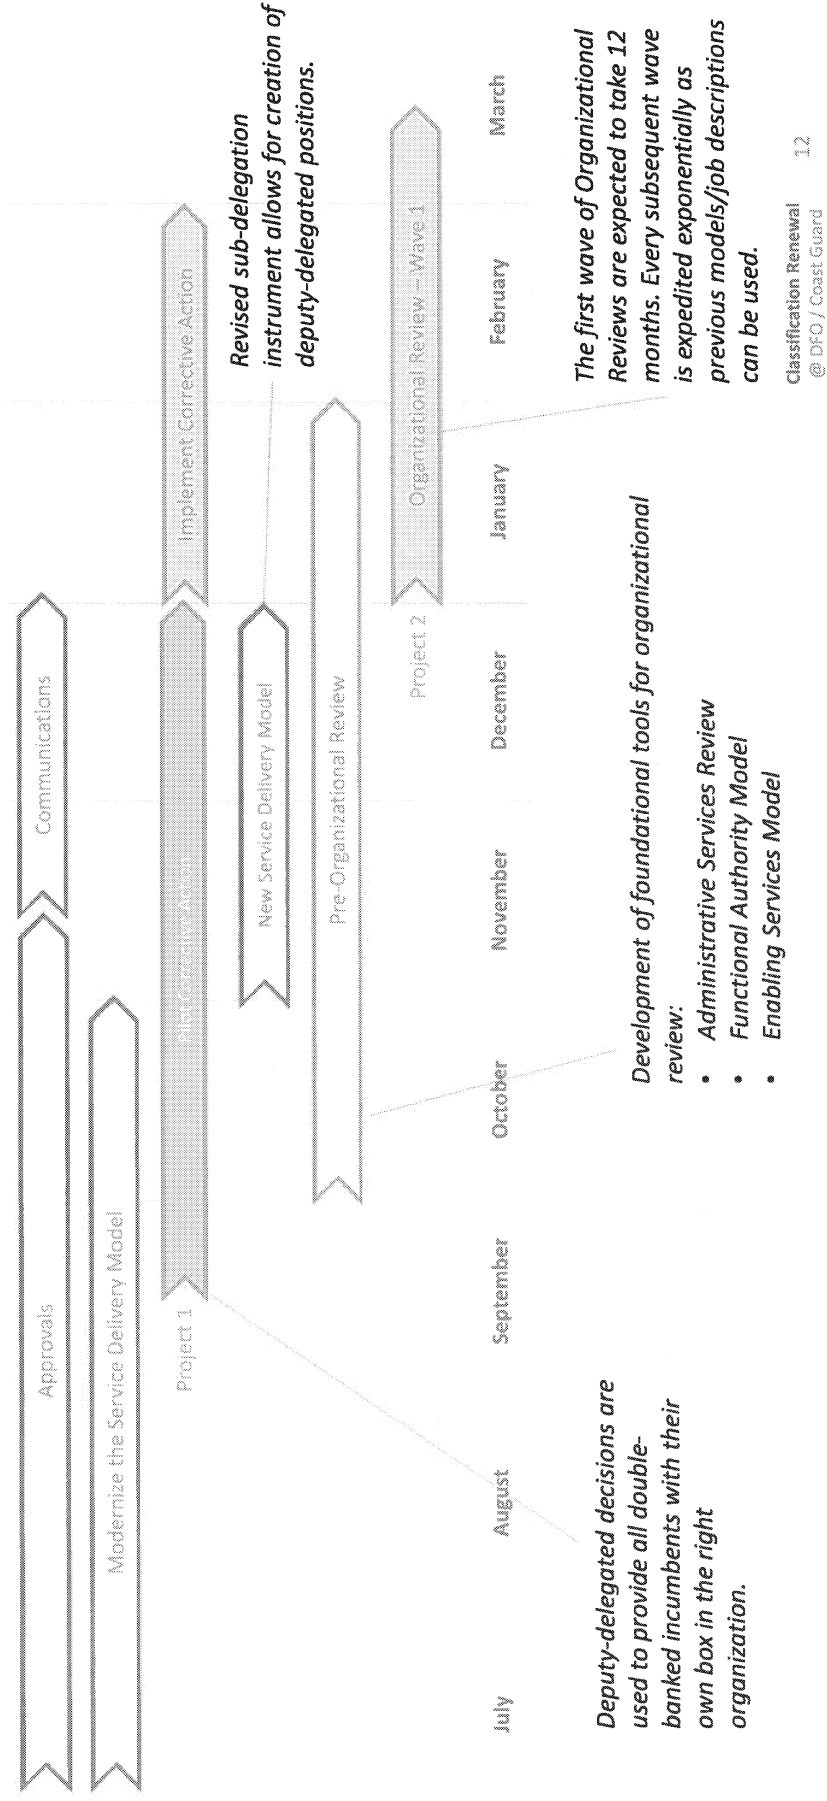 Approvals
Communications
Modernize the Service Delivery Model
Project 1
Pilot Corrective Action
Implement Corrective Action
New Service Delivery Model
Revised sub-delegation
instrument allows for creation of
deputy-delegated positions.
Pre-Organizational Review
Project 2
Organizational Review – Wave 1
July
August
September
October
November
December
January
February
March
Deputy-delegated decisions are
used to provide all double-
banked incumbents with their
own box in the right
organization.
Development of foundational tools for organizational
review:
• Administrative Services Review
• Functional Authority Model
• Enabling Services Model
The first wave of Organizational
Reviews are expected to take 12
months. Every subsequent wave
is expedited exponentially as
previous models/job descriptions
can be used.
Classification Renewal
@ DFO / Coast Guard
12